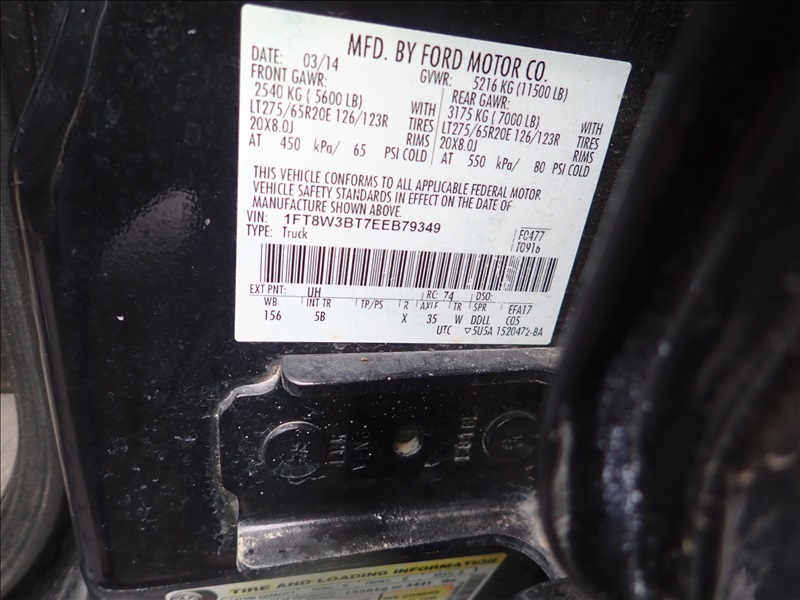 MFD. BY FORD MOTOR CO.
DATE: 03/14 GVWR: 5216 KG (11500 LB)
FRONT GAWR: REAR GAWR:
2540 KG ( 5600 LB) WITH 3175 KG ( 7000 LB) WITH
LT275/65R20E 126/123R TIRES LT275/65R20E 126/123R TIRES
20X8.0J RIMS 20X8.0J RIMS
AT 450 kPa/ 65 PSI COLD AT 550 kPa/ 80 PSI COLD
THIS VEHICLE CONFORMS TO ALL APPLICABLE FEDERAL MOTOR
VEHICLE SAFETY STANDARDS IN EFFECT ON THE DATE OF
MANUFACTURE SHOWN ABOVE.
VIN: 1FT8W3BT7EEB79349
TYPE: Truck F0477
T0916
EXT PNT: UH RC: 74 DSO:
WB INT TR TP/PS R AXLE TR SPR EFA17
156 5B X 35 W DDLL C05
UTC ▽5U5A 1520472-BA
TIRE AND LOADING INFORMATION